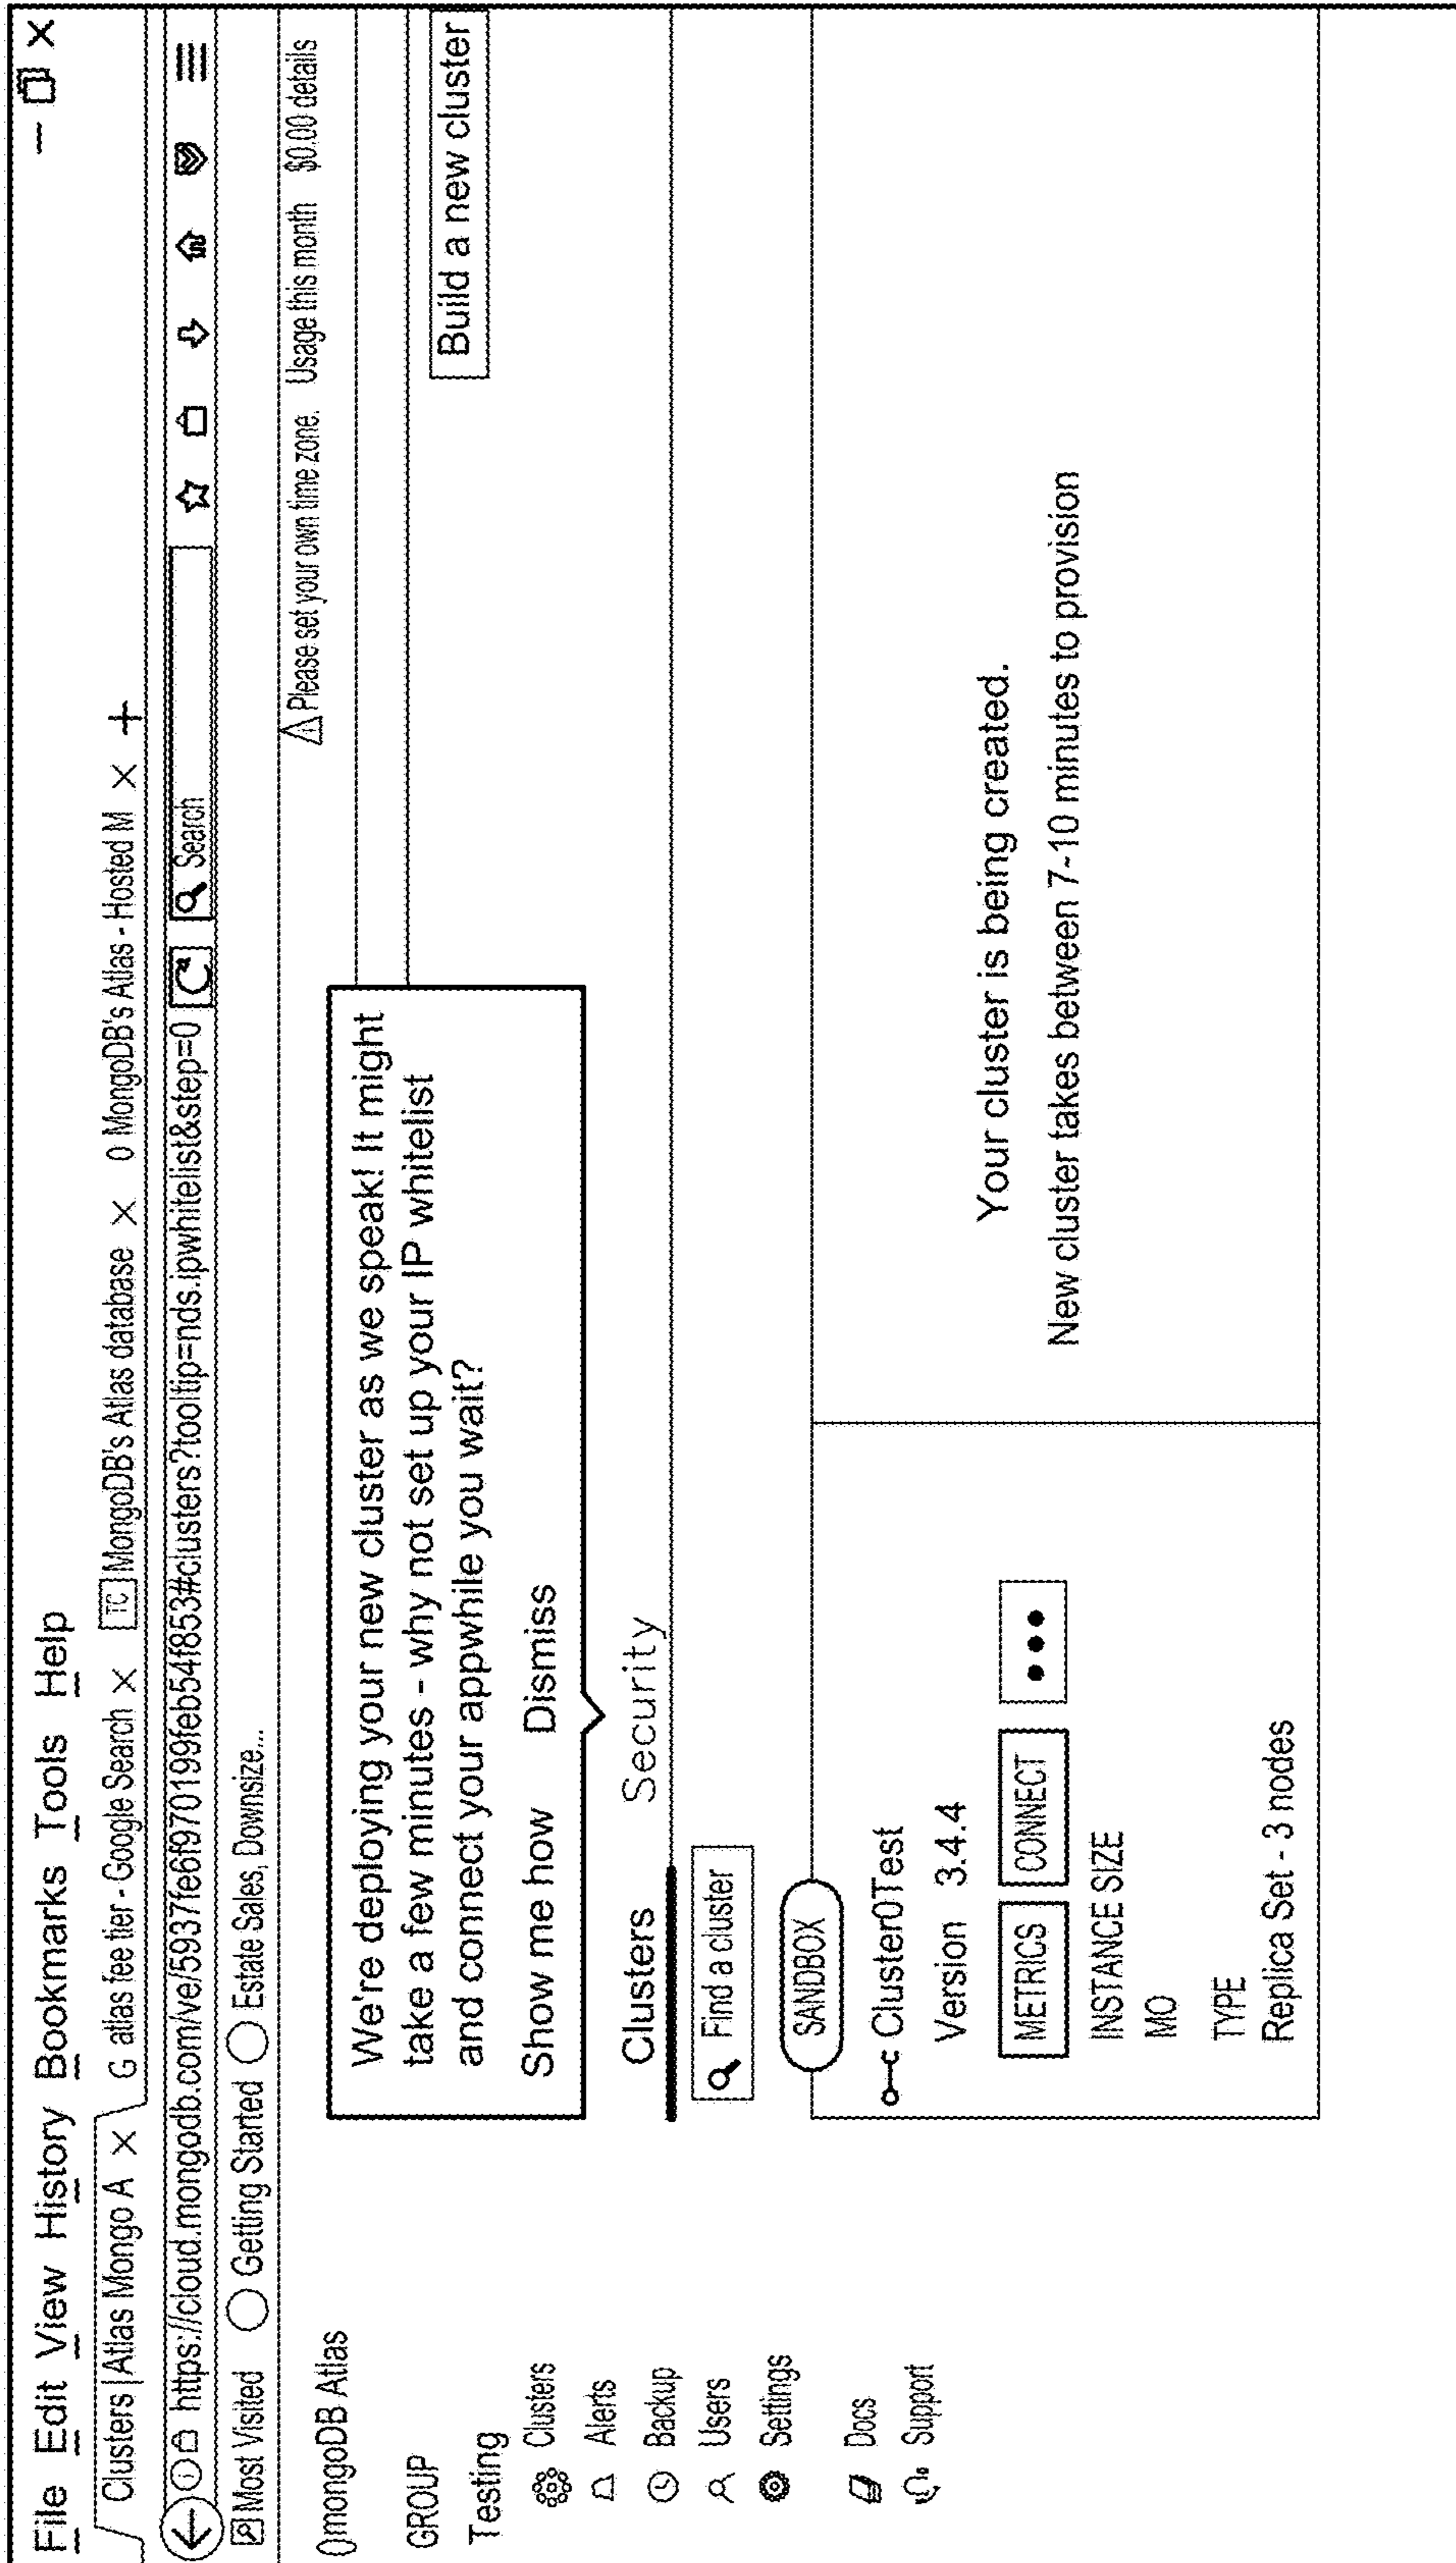 File Edit View History Bookmarks Tools Help
Clusters | Atlas Mongo A × G atlas fee tier - Google Search × TC MongoDB's Atlas database × 0 MongoDB's Atlas - Hosted M × +
https://cloud.mongodb.com/ve/5937fe6f970199feb54f853#clusters?tooltip=nds.ipwhitelist&step=0 Search
Most Visited Getting Started Estate Sales, Downsize...
Please set your own time zone. Usage this month $0.00 details
()mongoDB Atlas
GROUP
Testing
Clusters
Alerts
Backup
Users
Settings
Docs
Support
We're deploying your new cluster as we speak! It might
take a few minutes - why not set up your IP whitelist
and connect your appwhile you wait?
Show me how Dismiss
Build a new cluster
Clusters Security
Find a cluster
SANDBOX
Cluster0Test
Version 3.4.4
METRICS CONNECT •••
INSTANCE SIZE
MO
TYPE
Replica Set - 3 nodes
Your cluster is being created.
New cluster takes between 7-10 minutes to provision